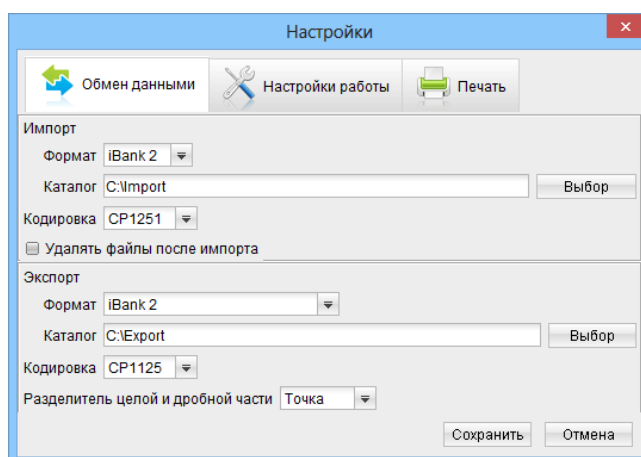 Настройки
Обмен данными Настройки работы Печать
Импорт
Формат iBank 2
Каталог C:\Import Выбор
Кодировка CP1251
Удалять файлы после импорта
Экспорт
Формат iBank 2
Каталог C:\Export Выбор
Кодировка CP1125
Разделитель целой и дробной части Точка
Сохранить Отмена